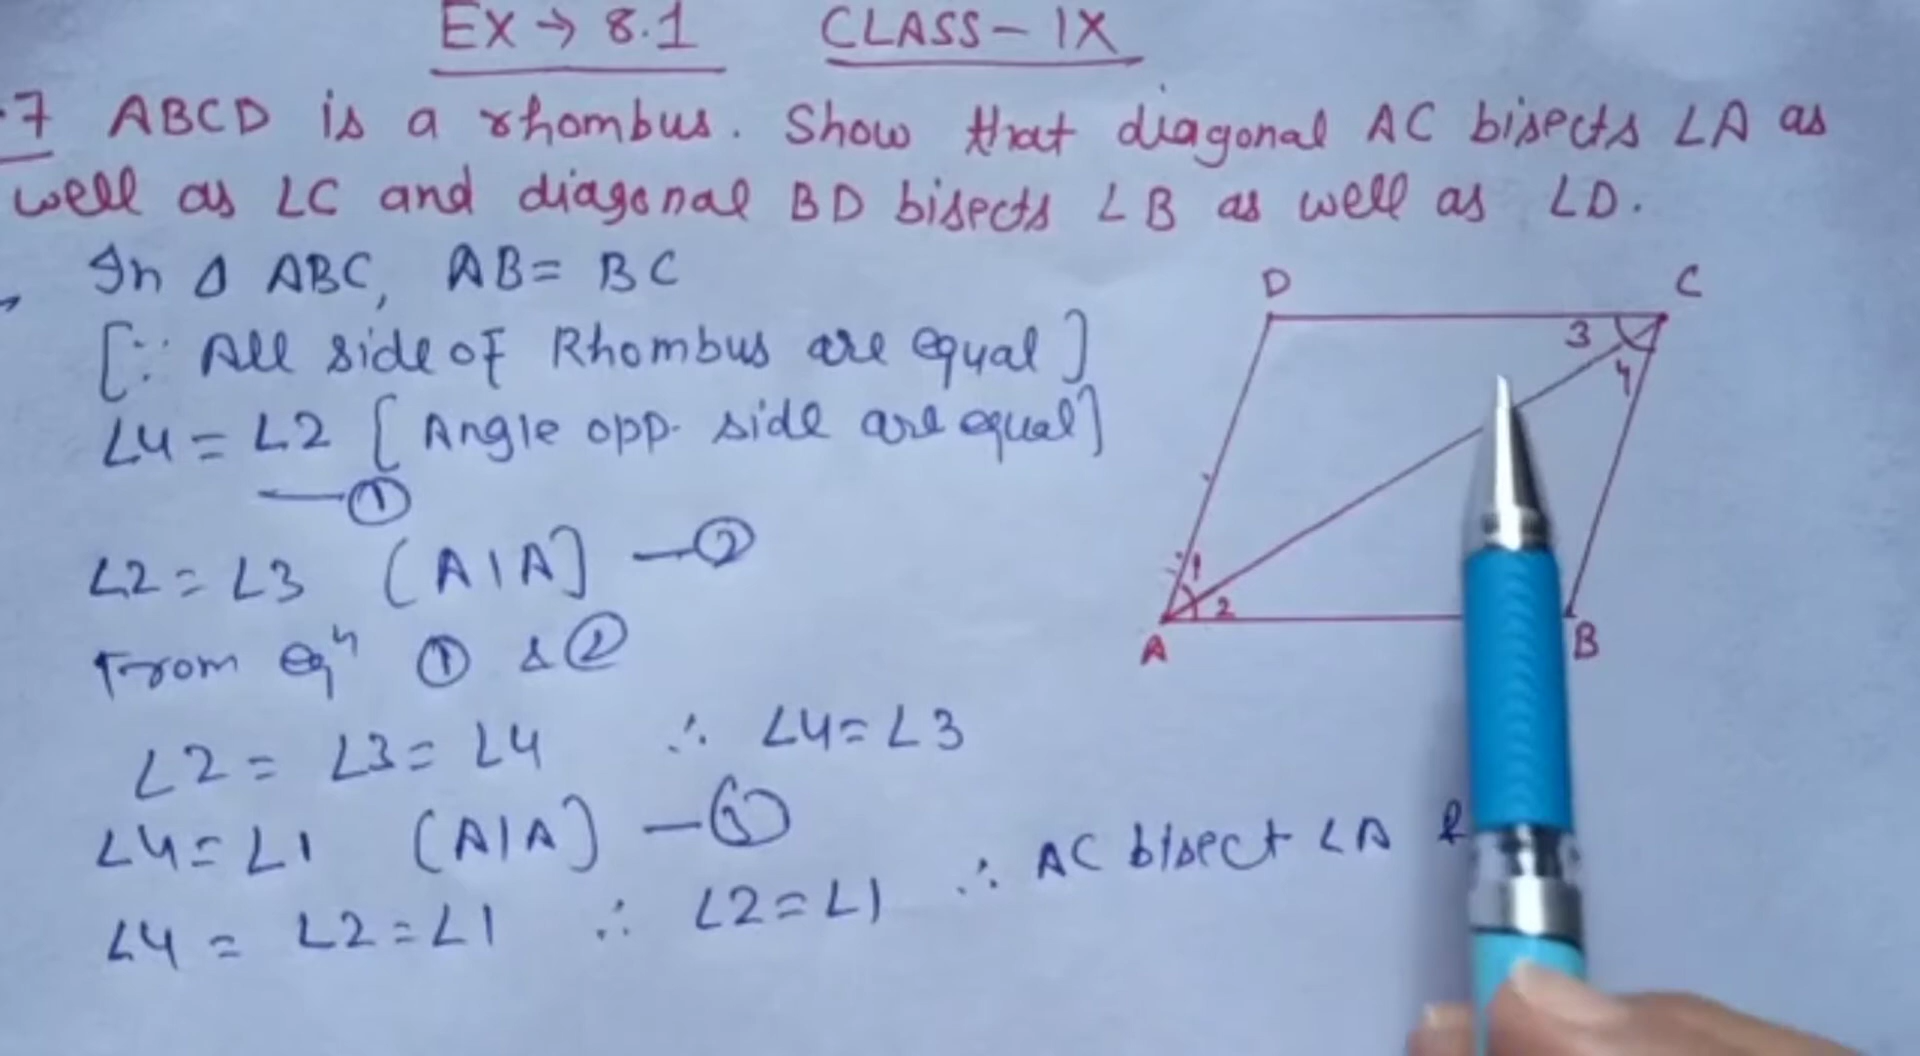 EX → 8.1 CLASS - IX
.7 ABCD is a rhombus. Show that diagonal AC bisects ∠A as
well as ∠C and diagonal BD bisects ∠B as well as ∠D.
In Δ ABC, AB = BC
[∵ All side of Rhombus are equal]
∠4 = ∠2 [Angle opp. side are equal]
—①
∠2 = ∠3 (AIA] —②
From eqⁿ ① & ②
∠2 = ∠3 = ∠4 ∴ ∠4 = ∠3
∠4 = ∠1 (AIA) —③
∠4 = ∠2 = ∠1 ∴ ∠2 = ∠1 ∴ AC bisect ∠A &
D C
3
4
1
2
A B